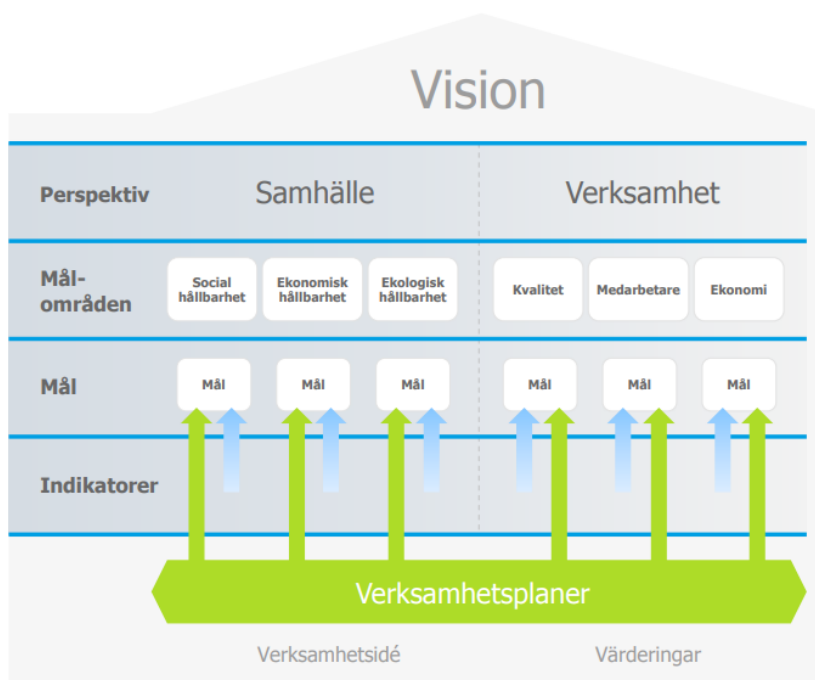 Vision
Perspektiv
Samhälle
Verksamhet
Mål-
områden
Social
hållbarhet
Ekonomisk
hållbarhet
Ekologisk
hållbarhet
Kvalitet
Medarbetare
Ekonomi
Mål
Mål
Mål
Mål
Mål
Mål
Mål
Indikatorer
Verksamhetsplaner
Verksamhetsidé
Värderingar